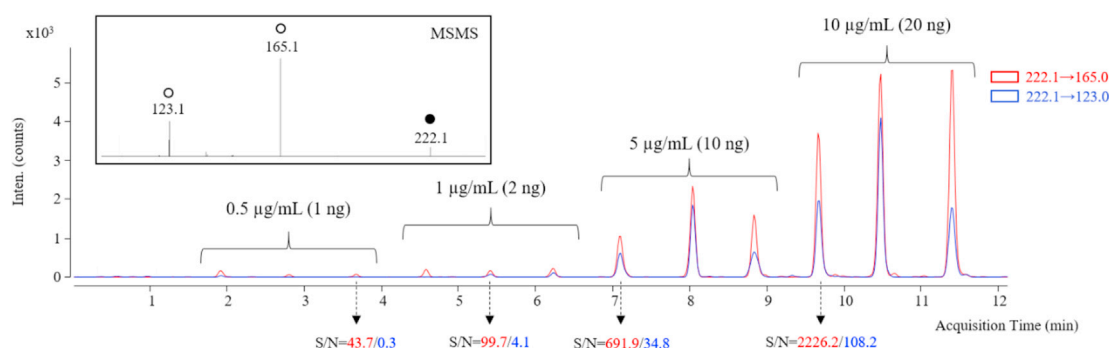 x10³
MSMS
165.1
123.1
222.1
10 µg/mL (20 ng)
222.1→165.0
222.1→123.0
5 µg/mL (10 ng)
1 µg/mL (2 ng)
0.5 µg/mL (1 ng)
Inten. (counts)
5
4
3
2
1
0
1 2 3 4 5 6 7 8 9 10 11 12
Acquisition Time (min)
S/N=43.7/0.3 S/N=99.7/4.1 S/N=691.9/34.8 S/N=2226.2/108.2